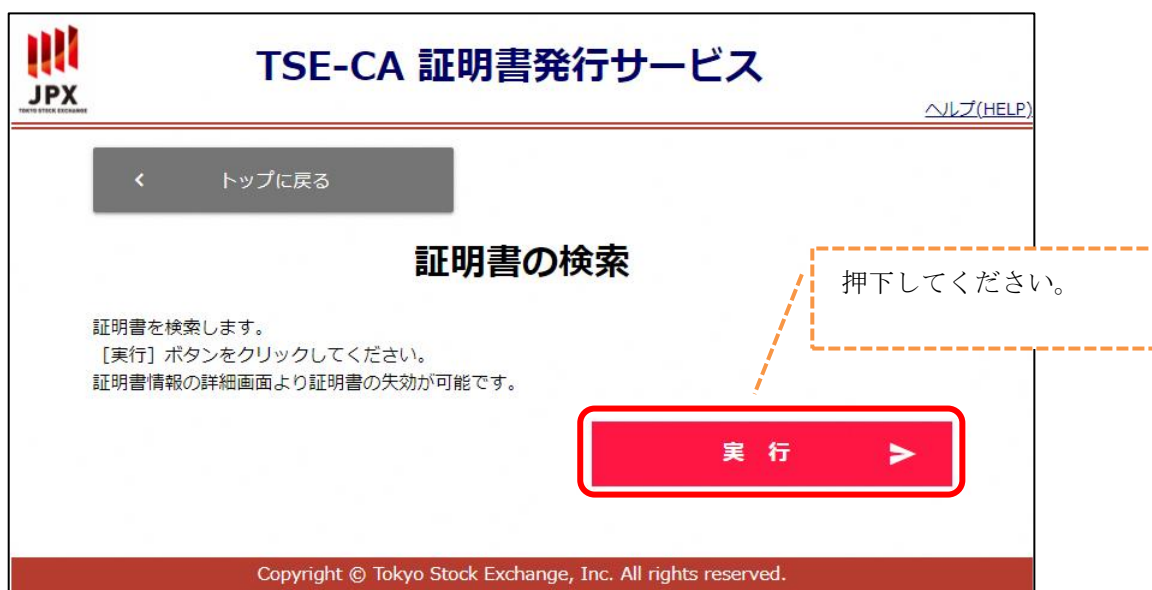 JPX
TOKYO STOCK EXCHANGE
TSE-CA 証明書発行サービス
ヘルプ(HELP)
トップに戻る
証明書の検索
押下してください。
証明書を検索します。
［実行］ボタンをクリックしてください。
証明書情報の詳細画面より証明書の失効が可能です。
実 行
Copyright © Tokyo Stock Exchange, Inc. All rights reserved.